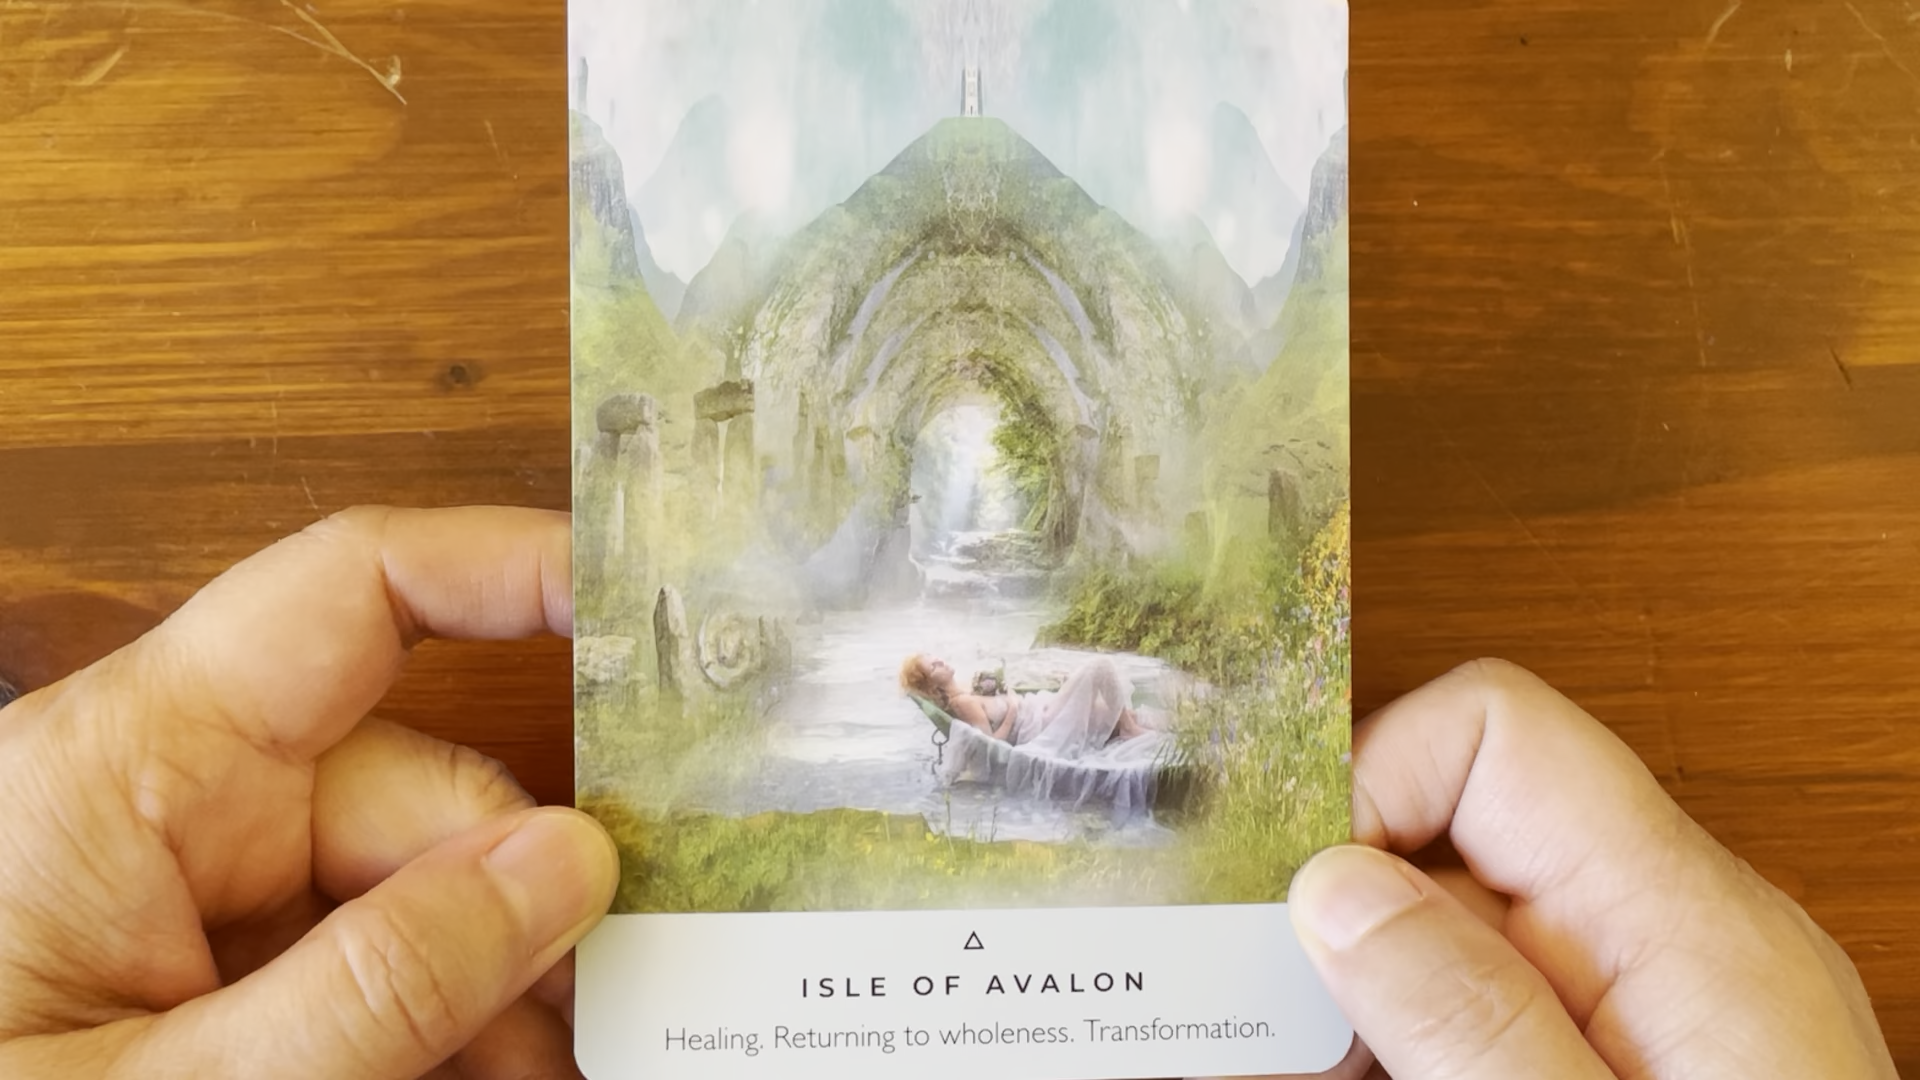 ISLE OF AVALON
Healing. Returning to wholeness. Transformation.